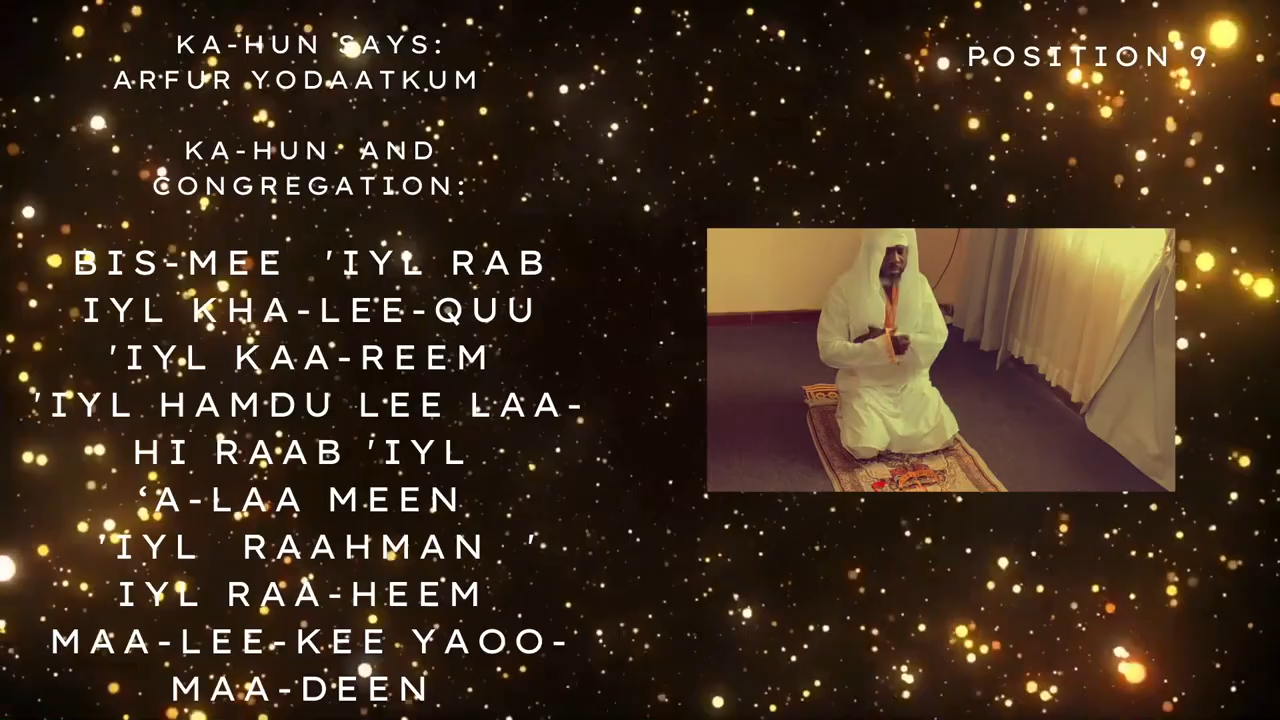 KA-HUN SAYS:
ARFUR YODAATKUM
POSITION 9.
KA-HUN AND
CONGREGATION:
BIS-MEE 'IYL RAB
IYL KHA-LEE-QUU
'IYL KAA-REEM
'IYL HAMDU LEE LAA-
HI RAAB 'IYL
‘A-LAA MEEN
'IYL RAAHMAN '
IYL RAA-HEEM
MAA-LEE-KEE YAOO-
MAA-DEEN